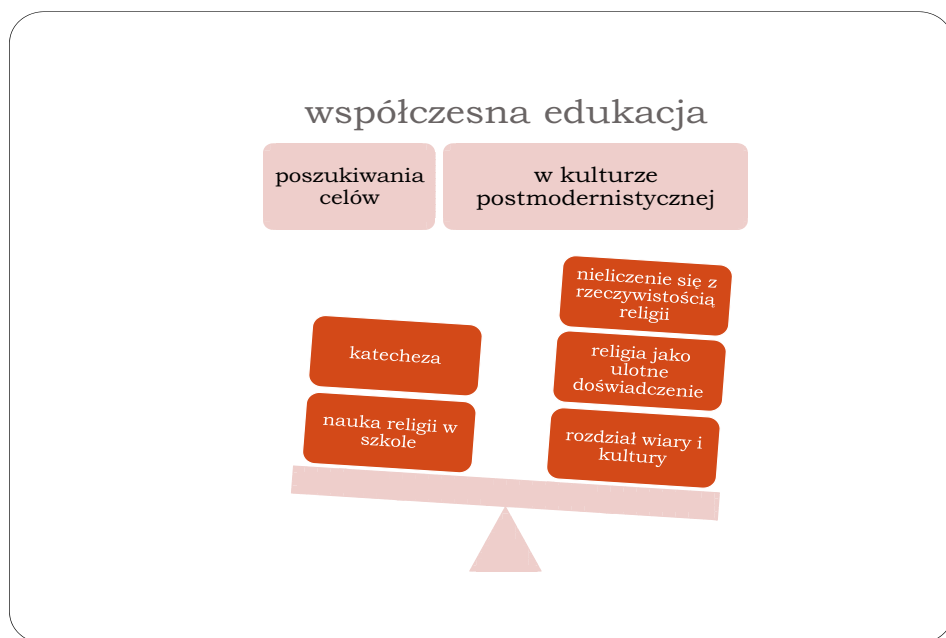 współczesna edukacja
poszukiwania
celów
w kulturze
postmodernistycznej
katecheza
nauka religii w
szkole
nieliczenie się z
rzeczywistością
religii
religia jako
ulotne
doświadczenie
rozdział wiary i
kultury